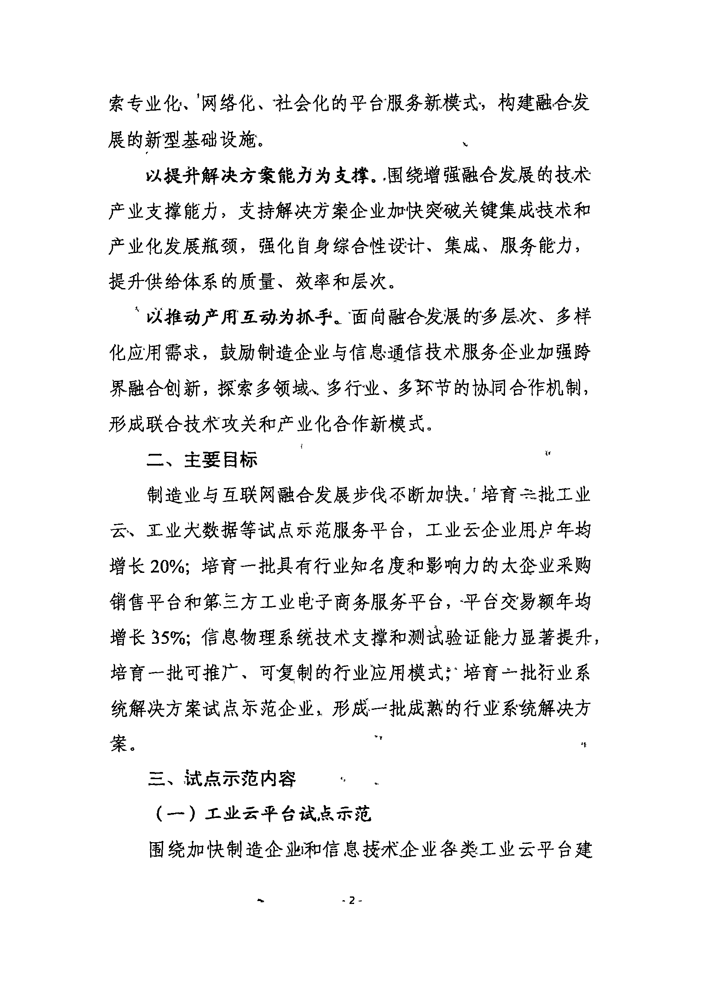 索专业化、网络化、社会化的平台服务新模式，构建融合发
展的新型基础设施。
以提升解决方案能力为支撑。围绕增强融合发展的技术
产业支撑能力，支持解决方案企业加快突破关键集成技术和
产业化发展瓶颈，强化自身综合性设计、集成、服务能力，
提升供给体系的质量、效率和层次。
以推动产用互动为抓手。面向融合发展的多层次、多样
化应用需求，鼓励制造企业与信息通信技术服务企业加强跨
界融合创新，探索多领域、多行业、多环节的协同合作机制，
形成联合技术攻关和产业化合作新模式。
二、主要目标
制造业与互联网融合发展步伐不断加快。培育一批工业
云、工业大数据等试点示范服务平台，工业云企业用户年均
增长 20%；培育一批具有行业知名度和影响力的大企业采购
销售平台和第三方工业电子商务服务平台，平台交易额年均
增长 35%；信息物理系统技术支撑和测试验证能力显著提升，
培育一批可推广、可复制的行业应用模式；培育一批行业系
统解决方案试点示范企业，形成一批成熟的行业系统解决方
案。
三、试点示范内容
（一）工业云平台试点示范
围绕加快制造企业和信息技术企业各类工业云平台建
- 2 -